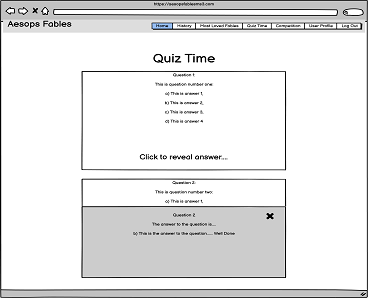 https://aesopsfablesms3.com
Aesops Fables
Home History Most Loved Fables Quiz Time Competition User Profile Log Out
Quiz Time
Question 1:
This is question number one:
a) This is answer 1,
b) This is answer 2,
c) This is answer 3,
d) This is answer 4
Click to reveal answer....
Question 2:
This is question number two:
a) This is answer 1,
Question 2,
The answer to the question is....
b) This is the answer to the question..... Well Done